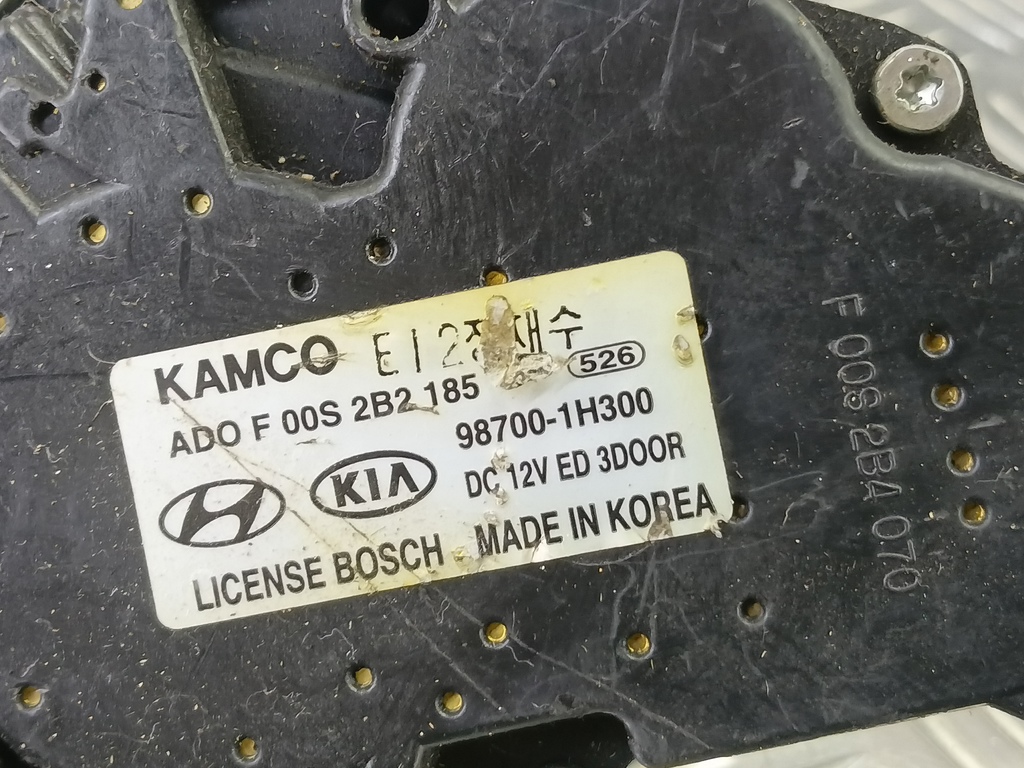 KAMCO E12
526
ADO F 00S 2B2 185
98700-1H300
KIA DC 12V ED 3DOOR
LICENSE BOSCH MADE IN KOREA
F 00S 2B4 070